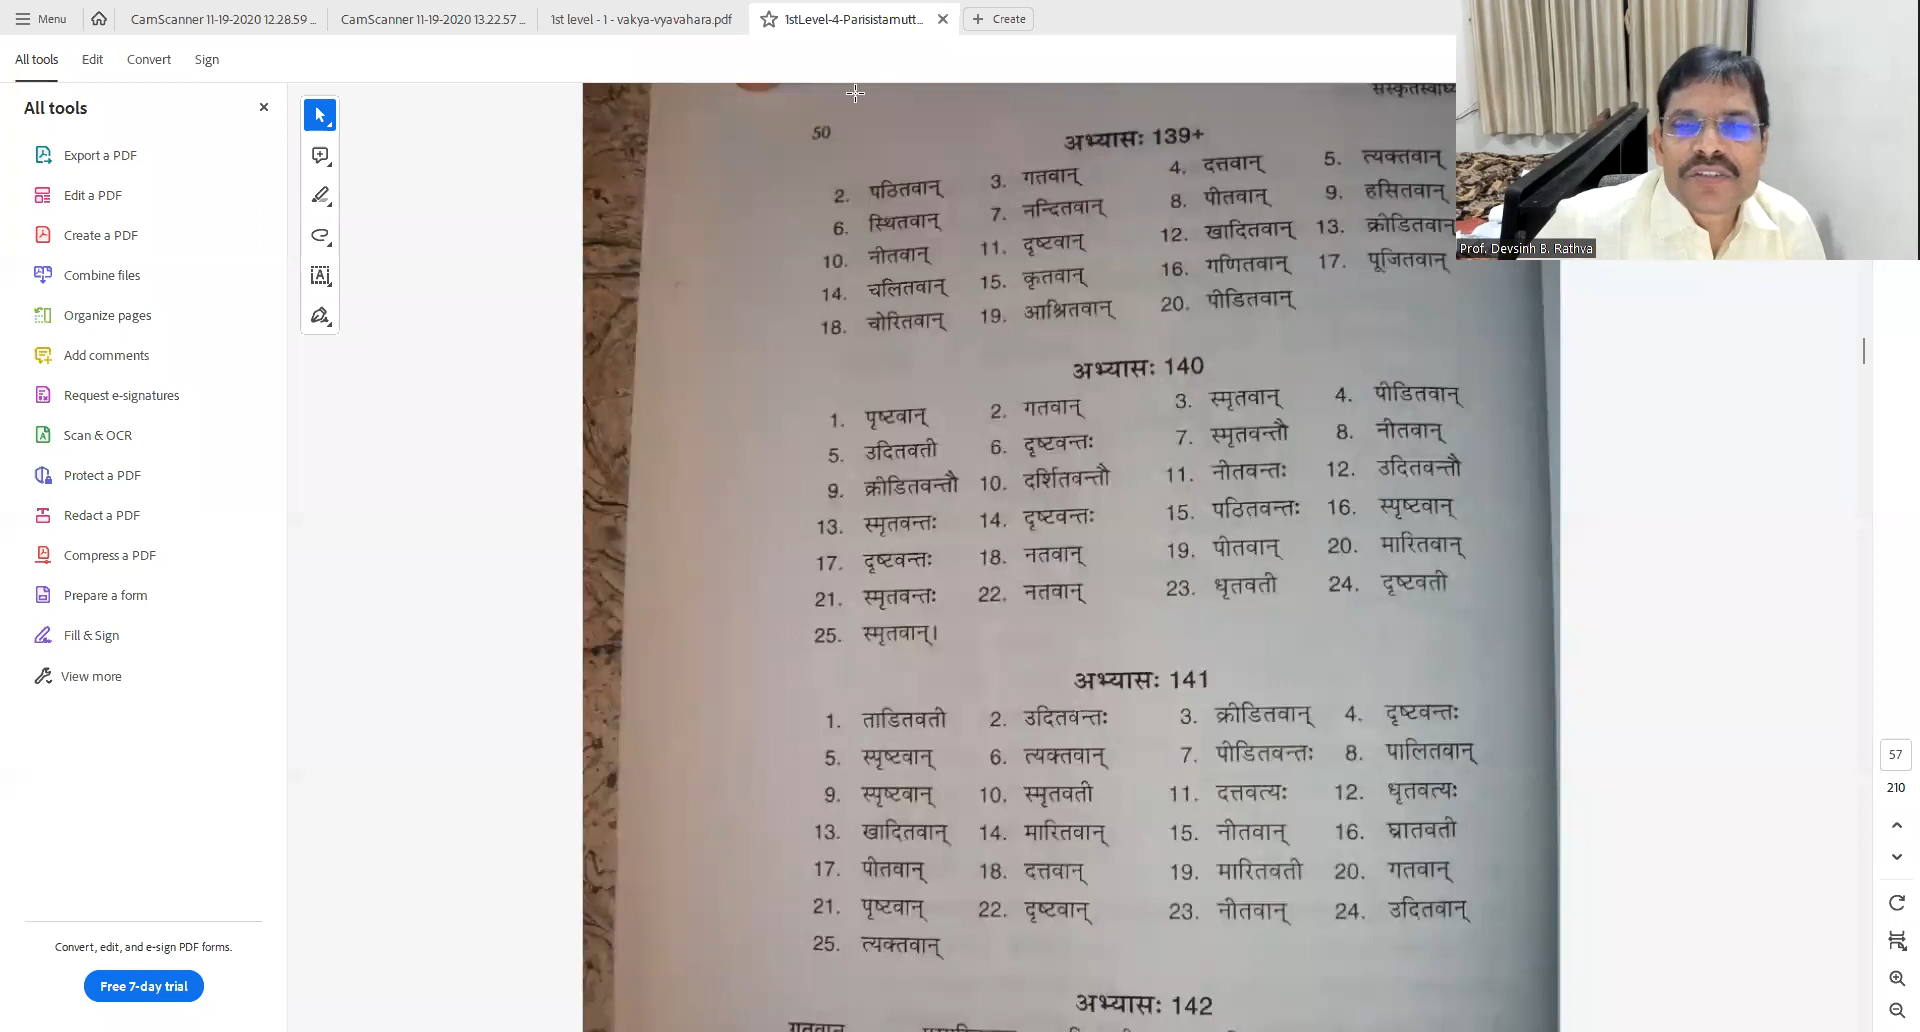 Menu
CamScanner 11-19-2020 12.28.59 ...
CamScanner 11-19-2020 13.22.57 ...
1st level - 1 - vakya-vyavahara.pdf
1stLevel-4-Parisistamutt...
Create
All tools Edit Convert Sign
All tools
Export a PDF
Edit a PDF
Create a PDF
Combine files
Organize pages
Add comments
Request e-signatures
Scan & OCR
Protect a PDF
Redact a PDF
Compress a PDF
Prepare a form
Fill & Sign
View more
Convert, edit, and e-sign PDF forms.
Free 7-day trial
50
अभ्यासः 139+
2. पठितवान् 3. गतवान् 4. दत्तवान् 5. त्यक्तवान्
6. स्थितवान् 7. नन्दितवान् 8. पीतवान् 9. हसितवान्
10. नीतवान् 11. दृष्टवान् 12. खादितवान् 13. क्रीडितवान्
14. चलितवान् 15. कृतवान् 16. गणितवान् 17. पूजितवान्
18. चोरितवान् 19. आश्रितवान् 20. पीडितवान्
अभ्यासः 140
1. पृष्टवान् 2. गतवान् 3. स्मृतवान् 4. पीडितवान्
5. उदितवती 6. दृष्टवन्तः 7. स्मृतवन्तौ 8. नीतवान्
9. क्रीडितवन्तौ 10. दर्शितवन्तौ 11. नीतवन्तः 12. उदितवन्तौ
13. स्मृतवन्तः 14. दृष्टवन्तः 15. पठितवन्तः 16. स्पृष्टवान्
17. दृष्टवन्तः 18. नतवान् 19. पीतवान् 20. मारितवान्
21. स्मृतवन्तः 22. नतवान् 23. धृतवती 24. दृष्टवती
25. स्मृतवान्।
अभ्यासः 141
1. ताडितवती 2. उदितवन्तः 3. क्रीडितवान् 4. दृष्टवन्तः
5. स्पृष्टवान् 6. त्यक्तवान् 7. पीडितवन्तः 8. पालितवान्
9. स्पृष्टवान् 10. स्मृतवती 11. दत्तवत्यः 12. धृतवत्यः
13. खादितवान् 14. मारितवान् 15. नीतवान् 16. घ्रातवती
17. पीतवान् 18. दत्तवान् 19. मारितवती 20. गतवान्
21. पृष्टवान् 22. दृष्टवान् 23. नीतवान् 24. उदितवान्
25. त्यक्तवान्
अभ्यासः 142
Prof. Devsinh B. Rathva
57
210